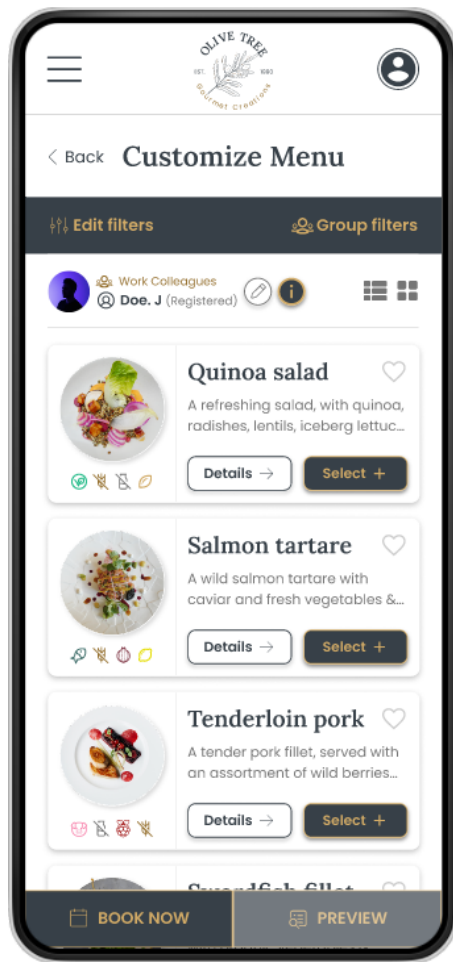 OLIVE TREE
EST. 1990
Gourmet Creations
Back Customize Menu
Edit filters Group filters
Work Colleagues
Doe. J (Registered)
i
Quinoa salad
A refreshing salad, with quinoa,
radishes, lentils, iceberg lettuc...
Details → Select +
Salmon tartare
A wild salmon tartare with
caviar and fresh vegetables &...
Details → Select +
Tenderloin pork
A tender pork fillet, served with
an assortment of wild berries...
Details → Select +
Swordfish fillet
BOOK NOW PREVIEW